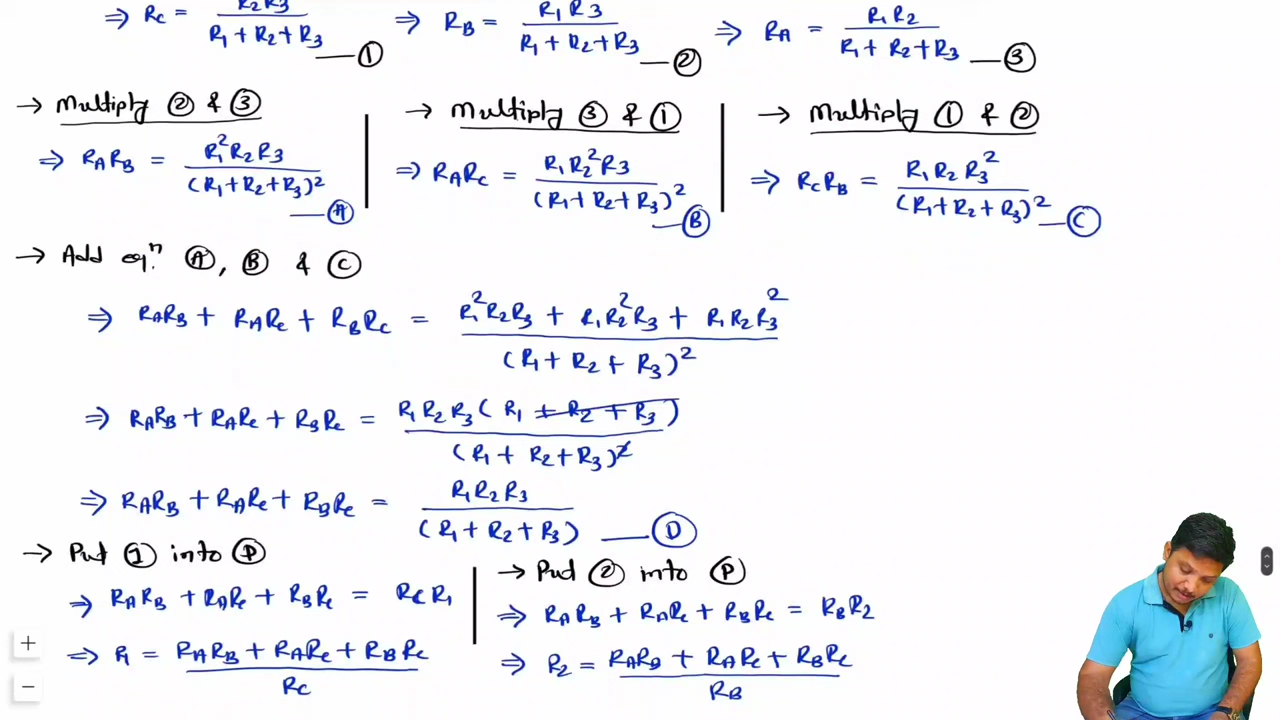 ⇒ RC = R2R3 / R1+R2+R3 —① ⇒ RB = R1R3 / R1+R2+R3 —② ⇒ RA = R1R2 / R1+R2+R3 —③
→ Multiply ② & ③
⇒ RARB = R1²R2R3 / (R1+R2+R3)² —Ⓐ
→ Multiply ③ & ①
⇒ RARC = R1R2²R3 / (R1+R2+R3)² —Ⓑ
→ Multiply ① & ②
⇒ RCRB = R1R2R3² / (R1+R2+R3)² —Ⓒ
→ Add eqⁿ. Ⓐ, Ⓑ & Ⓒ
⇒ RARB + RARC + RBRC = R1²R2R3 + R1R2²R3 + R1R2R3² / (R1+R2+R3)²
⇒ RARB + RARC + RBRC = R1R2R3(R1+R2+R3) / (R1+R2+R3)²
⇒ RARB + RARC + RBRC = R1R2R3 / (R1+R2+R3) —Ⓓ
→ Put ① into Ⓓ
⇒ RARB + RARC + RBRC = RCR1
⇒ R1 = RARB + RARC + RBRC / RC
→ Put ② into Ⓓ
⇒ RARB + RARC + RBRC = RBR2
⇒ R2 = RARB + RARC + RBRC / RB
+
−